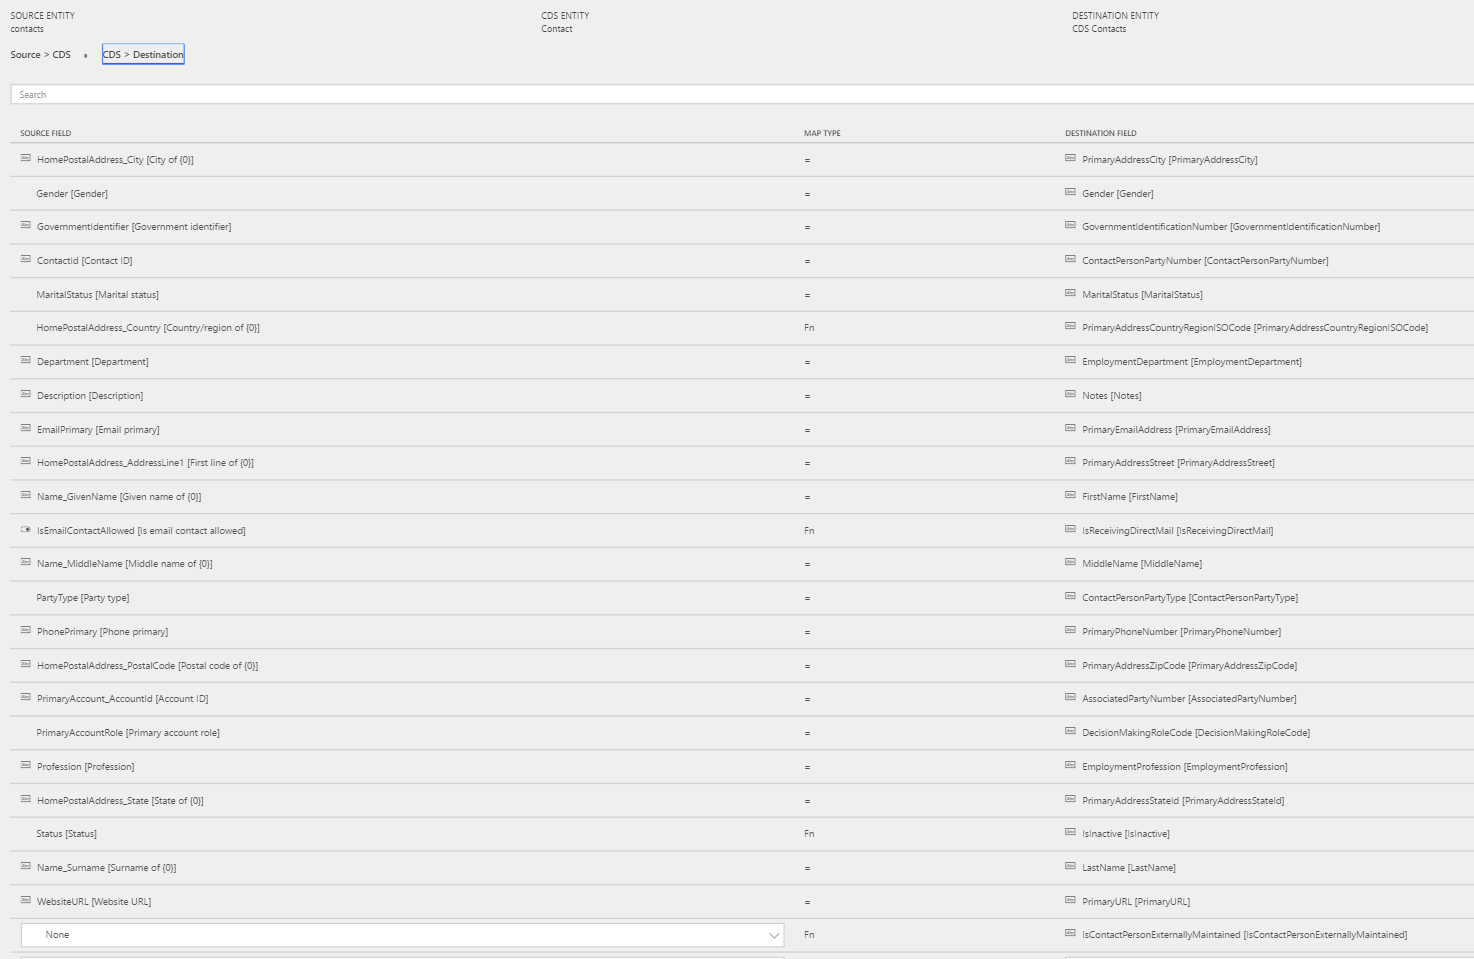 SOURCE ENTITY CDS ENTITY DESTINATION ENTITY
contacts Contact CDS Contacts
Source > CDS CDS > Destination
Search
SOURCE FIELD MAP TYPE DESTINATION FIELD
HomePostalAddress_City [City of {0}] = PrimaryAddressCity [PrimaryAddressCity]
Gender [Gender] = Gender [Gender]
GovernmentIdentifier [Government identifier] = GovernmentIdentificationNumber [GovernmentIdentificationNumber]
ContactId [Contact ID] = ContactPersonPartyNumber [ContactPersonPartyNumber]
MaritalStatus [Marital status] = MaritalStatus [MaritalStatus]
HomePostalAddress_Country [Country/region of {0}] Fn PrimaryAddressCountryRegionISOCode [PrimaryAddressCountryRegionISOCode]
Department [Department] = EmploymentDepartment [EmploymentDepartment]
Description [Description] = Notes [Notes]
EmailPrimary [Email primary] = PrimaryEmailAddress [PrimaryEmailAddress]
HomePostalAddress_AddressLine1 [First line of {0}] = PrimaryAddressStreet [PrimaryAddressStreet]
Name_GivenName [Given name of {0}] = FirstName [FirstName]
IsEmailContactAllowed [Is email contact allowed] Fn IsReceivingDirectMail [IsReceivingDirectMail]
Name_MiddleName [Middle name of {0}] = MiddleName [MiddleName]
PartyType [Party type] = ContactPersonPartyType [ContactPersonPartyType]
PhonePrimary [Phone primary] = PrimaryPhoneNumber [PrimaryPhoneNumber]
HomePostalAddress_PostalCode [Postal code of {0}] = PrimaryAddressZipCode [PrimaryAddressZipCode]
PrimaryAccount_AccountId [Account ID] = AssociatedPartyNumber [AssociatedPartyNumber]
PrimaryAccountRole [Primary account role] = DecisionMakingRoleCode [DecisionMakingRoleCode]
Profession [Profession] = EmploymentProfession [EmploymentProfession]
HomePostalAddress_State [State of {0}] = PrimaryAddressStateId [PrimaryAddressStateId]
Status [Status] Fn IsInactive [IsInactive]
Name_Surname [Surname of {0}] = LastName [LastName]
WebsiteURL [Website URL] = PrimaryURL [PrimaryURL]
None Fn IsContactPersonExternallyMaintained [IsContactPersonExternallyMaintained]